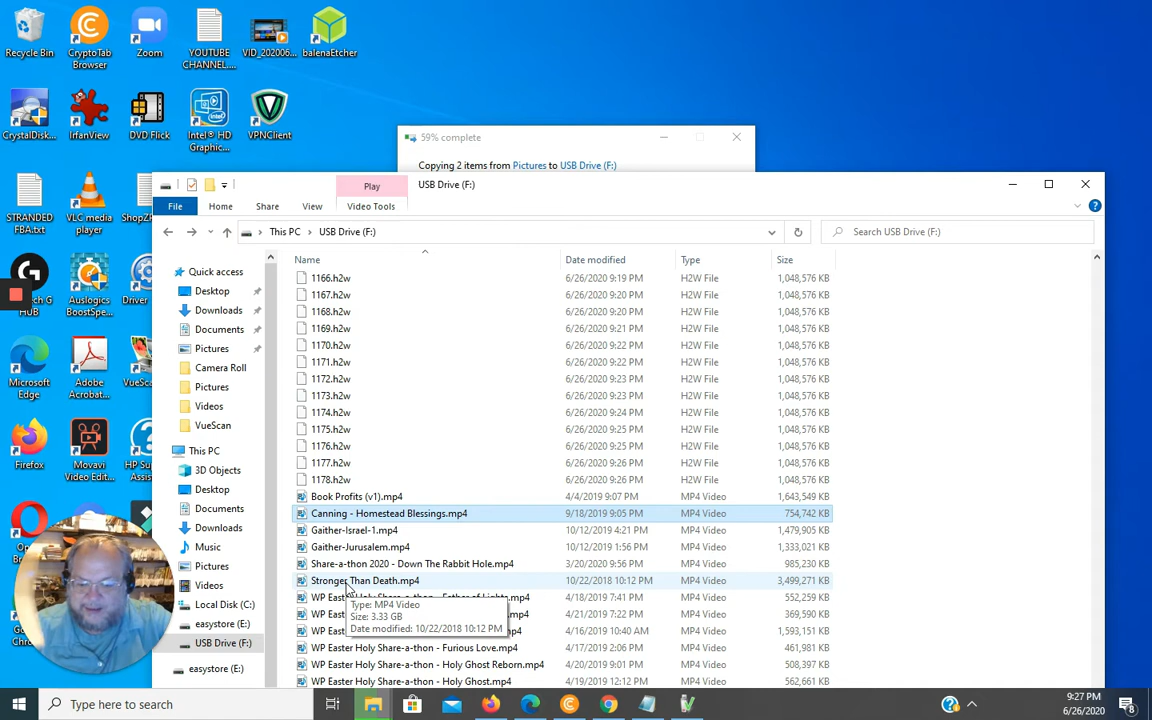 Recycle Bin
CryptoTab Browser
Zoom
YOUTUBE CHANNEL....
VID_202006...
balenaEtcher
CrystalDisk...
IrfanView
DVD Flick
Intel® HD Graphic...
VPNClient
59% complete
Copying 2 items from Pictures to USB Drive (F:)
STRANDED FBA.txt
VLC media player
Play
USB Drive (F:)
File
Home
Share
View
Video Tools
This PC > USB Drive (F:)
Search USB Drive (F:)
Auslogics BoostSpe...
Driver
Microsoft Edge
Adobe Acrobat...
VueSca
Firefox
Movavi Video Edit...
HP Su
Assis
Quick access
Desktop
Downloads
Documents
Pictures
Camera Roll
Pictures
Videos
VueScan
This PC
3D Objects
Desktop
Documents
Downloads
Music
Pictures
Videos
Local Disk (C:)
easystore (E:)
USB Drive (F:)
easystore (E:)
Name Date modified Type Size
1166.h2w 6/26/2020 9:19 PM H2W File 1,048,576 KB
1167.h2w 6/26/2020 9:20 PM H2W File 1,048,576 KB
1168.h2w 6/26/2020 9:20 PM H2W File 1,048,576 KB
1169.h2w 6/26/2020 9:21 PM H2W File 1,048,576 KB
1170.h2w 6/26/2020 9:22 PM H2W File 1,048,576 KB
1171.h2w 6/26/2020 9:22 PM H2W File 1,048,576 KB
1172.h2w 6/26/2020 9:23 PM H2W File 1,048,576 KB
1173.h2w 6/26/2020 9:23 PM H2W File 1,048,576 KB
1174.h2w 6/26/2020 9:24 PM H2W File 1,048,576 KB
1175.h2w 6/26/2020 9:25 PM H2W File 1,048,576 KB
1176.h2w 6/26/2020 9:25 PM H2W File 1,048,576 KB
1177.h2w 6/26/2020 9:26 PM H2W File 1,048,576 KB
1178.h2w 6/26/2020 9:26 PM H2W File 1,048,576 KB
Book Profits (v1).mp4 4/4/2019 9:07 PM MP4 Video 1,643,549 KB
Canning - Homestead Blessings.mp4 9/18/2019 9:05 PM MP4 Video 754,742 KB
Gaither-Israel-1.mp4 10/12/2019 4:21 PM MP4 Video 1,479,905 KB
Gaither-Jurusalem.mp4 10/12/2019 1:56 PM MP4 Video 1,333,021 KB
Share-a-thon 2020 - Down The Rabbit Hole.mp4 3/20/2020 9:56 PM MP4 Video 585,293 KB
Stronger Than Death.mp4 10/22/2018 10:12 PM MP4 Video 3,499,271 KB
WP East 4/18/2019 7:41 PM MP4 Video 552,259 KB
WP East 4/21/2019 7:22 PM MP4 Video 369,590 KB
WP East 4/16/2019 10:40 AM MP4 Video 1,593,151 KB
WP Easter Holy Share-a-thon - Furious Love.mp4 4/17/2019 2:06 PM MP4 Video 461,981 KB
WP Easter Holy Share-a-thon - Holy Ghost Reborn.mp4 4/20/2019 9:01 PM MP4 Video 508,397 KB
WP Easter Holy Share-a-thon - Holy Ghost.mp4 4/19/2019 12:12 PM MP4 Video 562,661 KB
Type: MP4 Video
Size: 3.33 GB
Date modified: 10/22/2018 10:12 PM
Type here to search
9:27 PM
6/26/2020
8